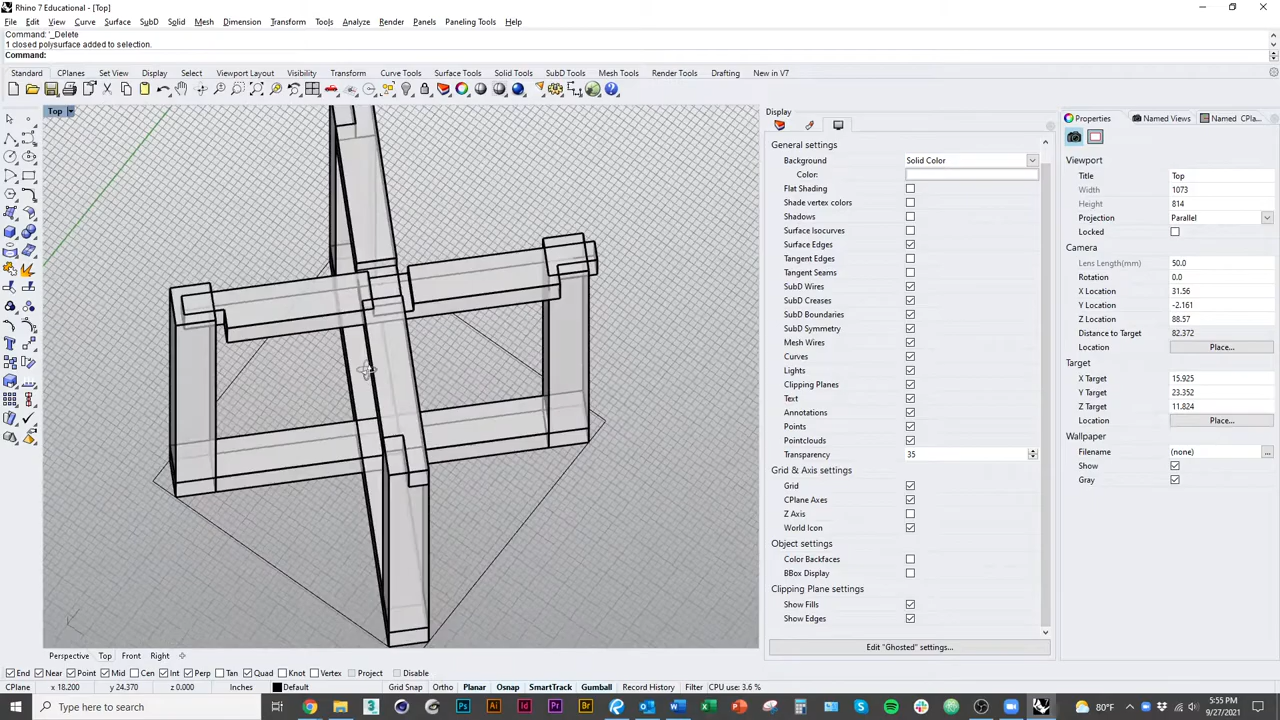 Rhino 7 Educational - [Top]
File Edit View Curve Surface SubD Solid Mesh Dimension Transform Tools Analyze Render Panels Paneling Tools Help
Command: '_Delete
1 closed polysurface added to selection.
Command:
Standard CPlanes Set View Display Select Viewport Layout Visibility Transform Curve Tools Surface Tools Solid Tools SubD Tools Mesh Tools Render Tools Drafting New in V7
Top
Display
General settings
Background Solid Color
Color:
Flat Shading
Shade vertex colors
Shadows
Surface Isocurves
Surface Edges
Tangent Edges
Tangent Seams
SubD Wires
SubD Creases
SubD Boundaries
SubD Symmetry
Mesh Wires
Curves
Lights
Clipping Planes
Text
Annotations
Points
Pointclouds
Transparency 35
Grid & Axis settings
Grid
CPlane Axes
Z Axis
World Icon
Object settings
Color Backfaces
BBox Display
Clipping Plane settings
Show Fills
Show Edges
Edit "Ghosted" settings...
Properties Named Views Named CPla...
Viewport
Title Top
Width 1073
Height 814
Projection Parallel
Locked
Camera
Lens Length(mm) 50.0
Rotation 0.0
X Location 31.56
Y Location -2.161
Z Location 88.57
Distance to Target 82.372
Location Place...
Target
X Target 15.925
Y Target 23.352
Z Target 11.824
Location Place...
Wallpaper
Filename (none) ...
Show
Gray
Perspective Top Front Right
End Near Point Mid Cen Int Perp Tan Quad Knot Vertex Project Disable
CPlane x 18.200 y 24.370 z 0.000 Inches Default Grid Snap Ortho Planar Osnap SmartTrack Gumball Record History Filter CPU use: 3.6 %
Type here to search
Ps Ai Id Pr Br
80°F
5:55 PM
9/27/2021